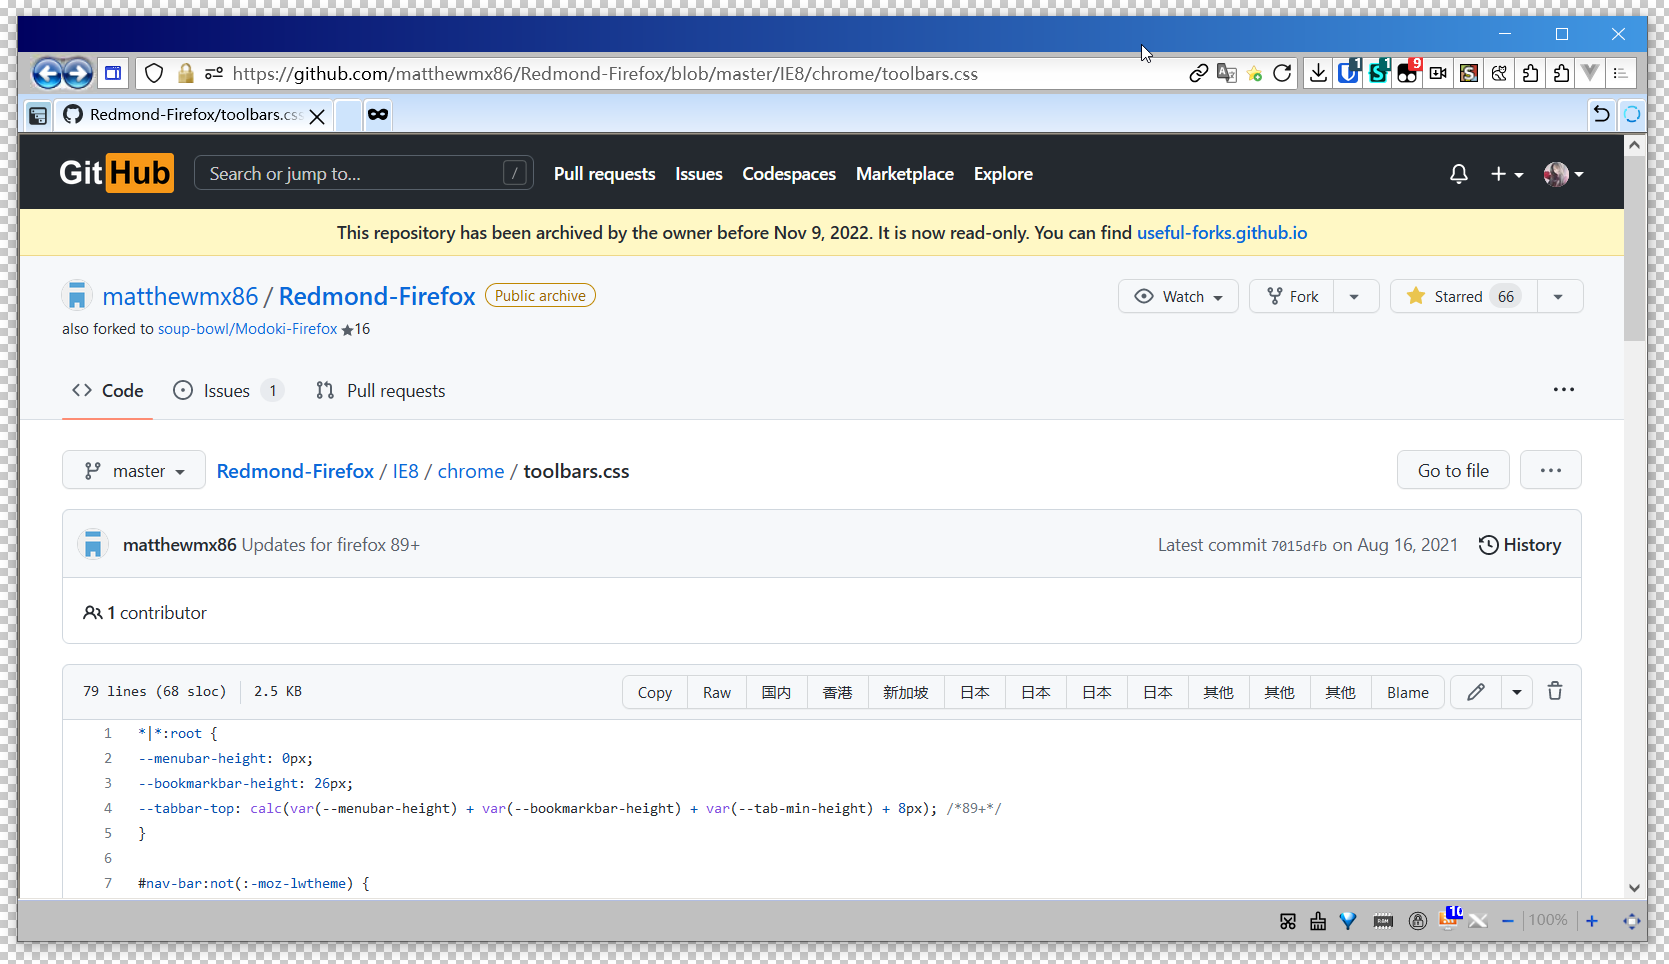 https://github.com/matthewmx86/Redmond-Firefox/blob/master/IE8/chrome/toolbars.css
1
1
9
Redmond-Firefox/toolbars.css
GitHub
Search or jump to...
/
Pull requests
Issues
Codespaces
Marketplace
Explore
This repository has been archived by the owner before Nov 9, 2022. It is now read-only. You can find useful-forks.github.io
matthewmx86 / Redmond-Firefox
Public archive
Watch
Fork
Starred 66
also forked to soup-bowl/Modoki-Firefox ★16
Code
Issues 1
Pull requests
master
Redmond-Firefox / IE8 / chrome / toolbars.css
Go to file
matthewmx86 Updates for firefox 89+
Latest commit 7015dfb on Aug 16, 2021
History
1 contributor
79 lines (68 sloc)
2.5 KB
Copy
Raw
国内
香港
新加坡
日本
日本
日本
日本
其他
其他
其他
Blame
1 *|*:root {
2 --menubar-height: 0px;
3 --bookmarkbar-height: 26px;
4 --tabbar-top: calc(var(--menubar-height) + var(--bookmarkbar-height) + var(--tab-min-height) + 8px); /*89+*/
5 }
6
7 #nav-bar:not(:-moz-lwtheme) {
RAM
100%